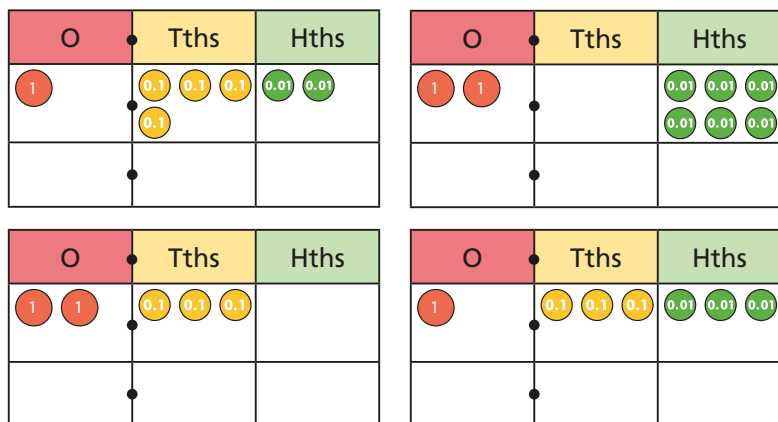 O Tths Hths
1 0.1 0.1 0.1 0.01 0.01
0.1
O Tths Hths
1 1 0.01 0.01 0.01
0.01 0.01 0.01
O Tths Hths
1 1 0.1 0.1 0.1
O Tths Hths
1 0.1 0.1 0.1 0.01 0.01 0.01